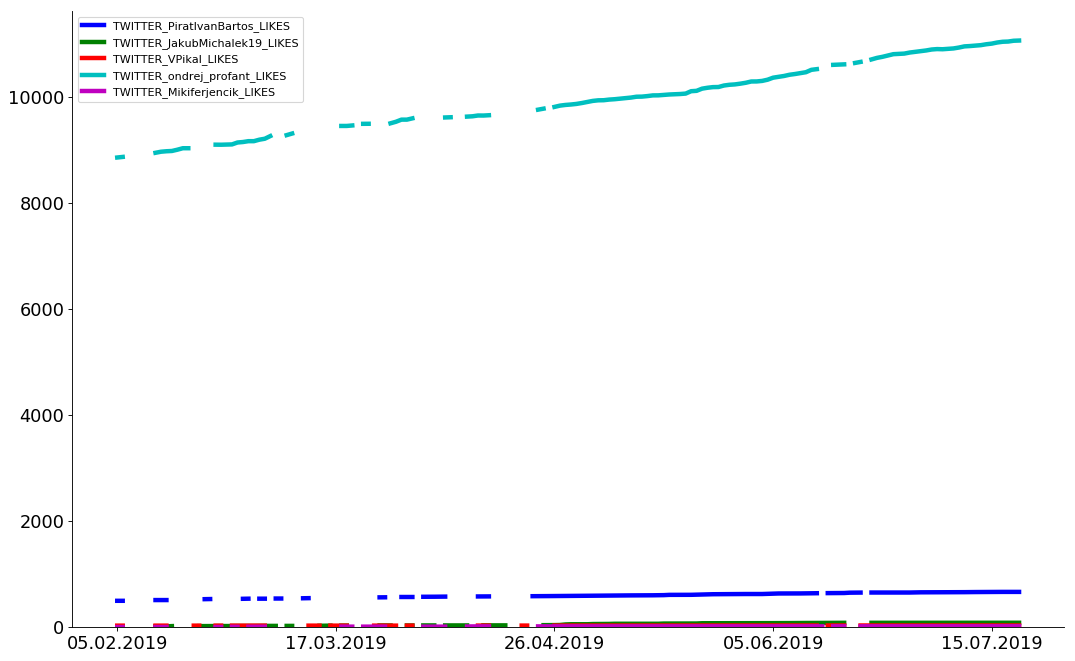 TWITTER_PiratIvanBartos_LIKES
TWITTER_JakubMichalek19_LIKES
TWITTER_VPikal_LIKES
TWITTER_ondrej_profant_LIKES
TWITTER_Mikiferjencik_LIKES
10000
8000
6000
4000
2000
0
05.02.2019 17.03.2019 26.04.2019 05.06.2019 15.07.2019